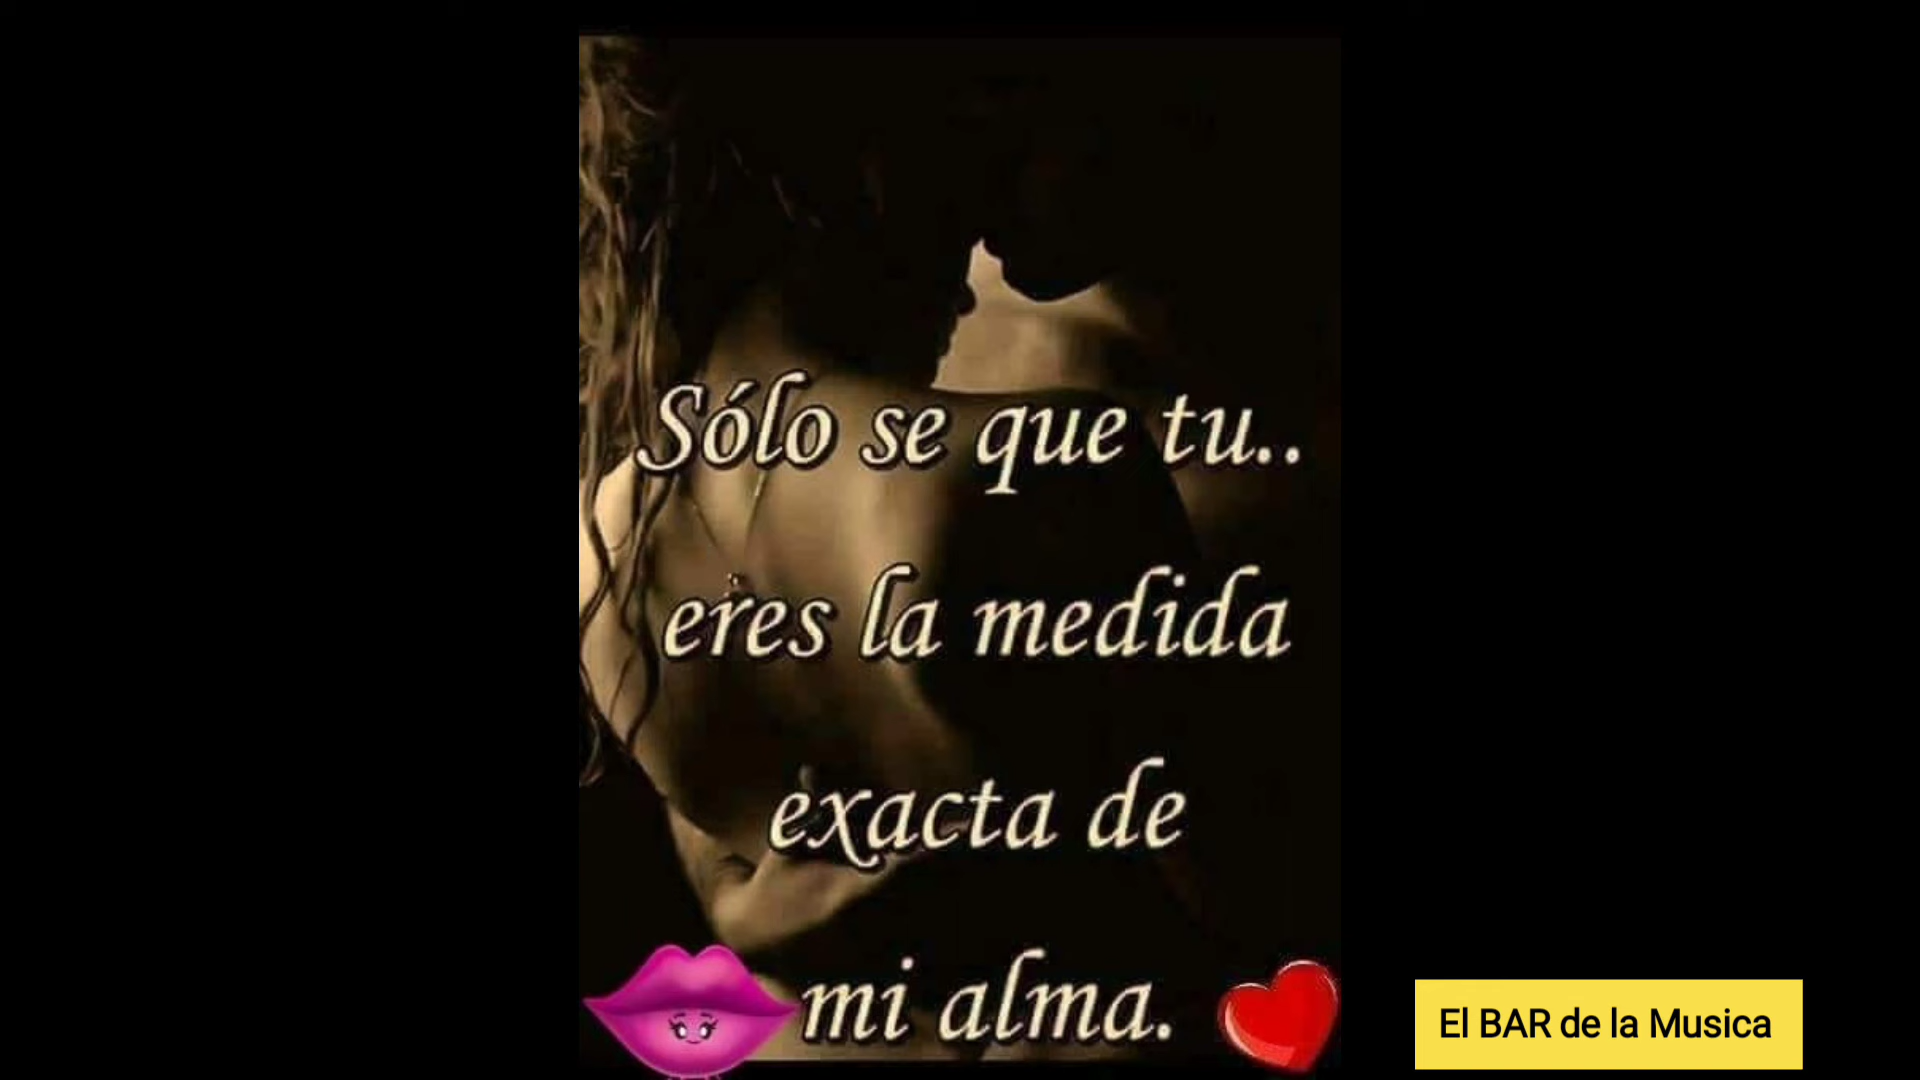 Sólo se que tu..
eres la medida
exacta de
mi alma.
El BAR de la Musica